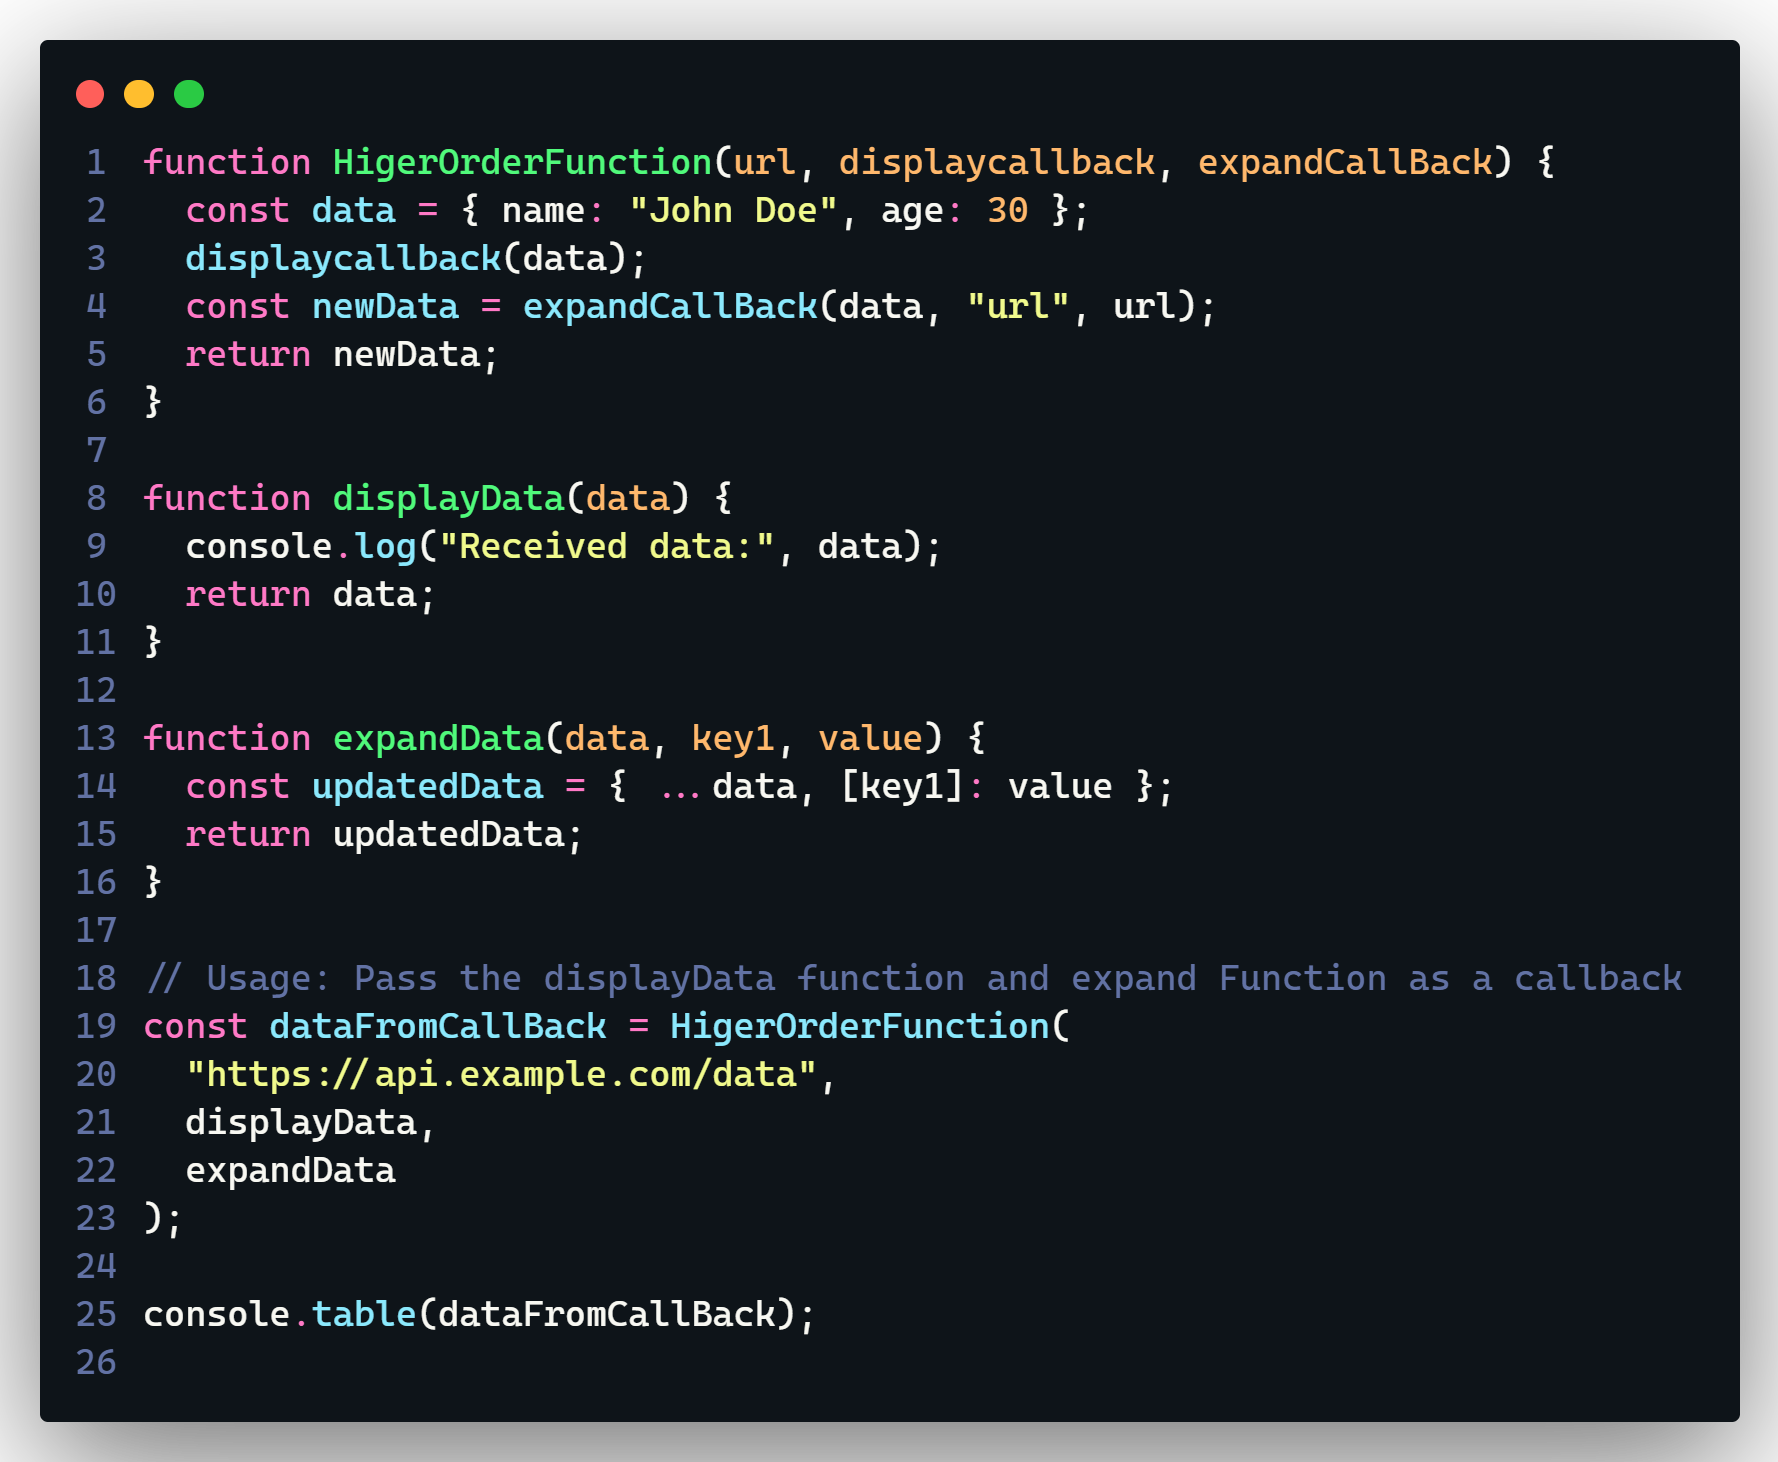 1 function HigerOrderFunction(url, displaycallback, expandCallBack) {
2   const data = { name: "John Doe", age: 30 };
3   displaycallback(data);
4   const newData = expandCallBack(data, "url", url);
5   return newData;
6 }
7
8 function displayData(data) {
9   console.log("Received data:", data);
10   return data;
11 }
12
13 function expandData(data, key1, value) {
14   const updatedData = { ...data, [key1]: value };
15   return updatedData;
16 }
17
18 // Usage: Pass the displayData function and expand Function as a callback
19 const dataFromCallBack = HigerOrderFunction(
20   "https://api.example.com/data",
21   displayData,
22   expandData
23 );
24
25 console.table(dataFromCallBack);
26